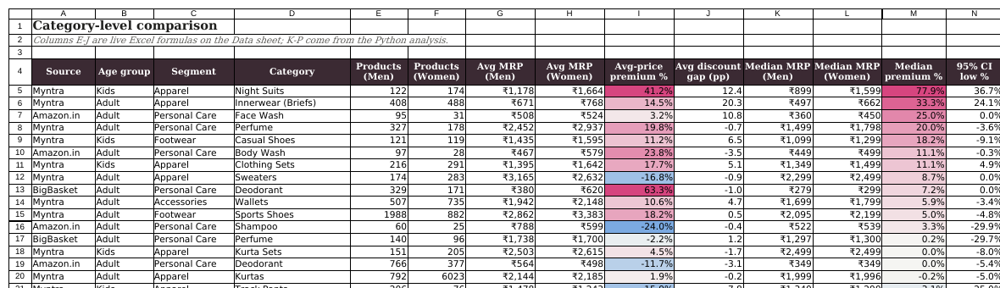 A B C D E F G H I J K L M N
1 Category-level comparison
2 Columns E-J are live Excel formulas on the Data sheet; K-P come from the Python analysis.
3
4 Source Age group Segment Category Products (Men) Products (Women) Avg MRP (Men) Avg MRP (Women) Avg-price premium % Avg discount gap (pp) Median MRP (Men) Median MRP (Women) Median premium % 95% CI low %
5 Myntra Kids Apparel Night Suits 122 174 ₹1,178 ₹1,664 41.2% 12.4 ₹899 ₹1,599 77.9% 36.7%
6 Myntra Adult Apparel Innerwear (Briefs) 408 488 ₹671 ₹768 14.5% 20.3 ₹497 ₹662 33.3% 24.1%
7 Amazon.in Adult Personal Care Face Wash 95 31 ₹508 ₹524 3.2% 10.8 ₹360 ₹450 25.0% 0.0%
8 Myntra Adult Personal Care Perfume 327 178 ₹2,452 ₹2,937 19.8% -0.7 ₹1,499 ₹1,798 20.0% -3.6%
9 Myntra Kids Footwear Casual Shoes 121 119 ₹1,435 ₹1,595 11.2% 6.5 ₹1,099 ₹1,299 18.2% -9.1%
10 Amazon.in Adult Personal Care Body Wash 97 28 ₹467 ₹579 23.8% -3.5 ₹449 ₹499 11.1% -0.3%
11 Myntra Kids Apparel Clothing Sets 216 291 ₹1,395 ₹1,642 17.7% 5.1 ₹1,349 ₹1,499 11.1% 4.9%
12 Myntra Adult Apparel Sweaters 174 283 ₹3,165 ₹2,632 -16.8% -0.9 ₹2,299 ₹2,499 8.7% 0.0%
13 BigBasket Adult Personal Care Deodorant 329 171 ₹380 ₹620 63.3% -1.0 ₹279 ₹299 7.2% 0.0%
14 Myntra Adult Accessories Wallets 507 735 ₹1,942 ₹2,148 10.6% 4.7 ₹1,699 ₹1,799 5.9% -3.4%
15 Myntra Adult Footwear Sports Shoes 1988 882 ₹2,862 ₹3,383 18.2% 0.5 ₹2,095 ₹2,199 5.0% -4.8%
16 Amazon.in Adult Personal Care Shampoo 60 25 ₹788 ₹599 -24.0% -0.4 ₹522 ₹539 3.3% -29.9%
17 BigBasket Adult Personal Care Perfume 140 96 ₹1,738 ₹1,700 -2.2% 1.2 ₹1,297 ₹1,300 0.2% -29.7%
18 Myntra Kids Apparel Kurta Sets 151 205 ₹2,503 ₹2,615 4.5% -1.7 ₹2,499 ₹2,499 0.0% -8.0%
19 Amazon.in Adult Personal Care Deodorant 766 377 ₹564 ₹498 -11.7% -3.1 ₹349 ₹349 0.0% -5.4%
20 Myntra Adult Apparel Kurtas 792 6023 ₹2,144 ₹2,185 1.9% -0.2 ₹1,999 ₹1,996 -0.2% -5.0%